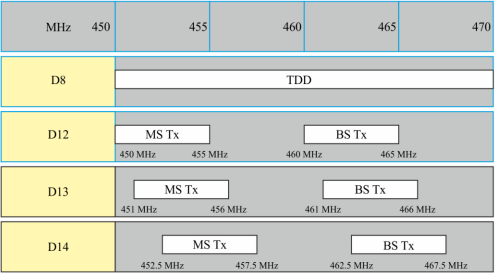 MHz 450 455 460 465 470
D8 TDD
D12 MS Tx BS Tx
450 MHz 455 MHz 460 MHz 465 MHz
D13 MS Tx BS Tx
451 MHz 456 MHz 461 MHz 466 MHz
D14 MS Tx BS Tx
452.5 MHz 457.5 MHz 462.5 MHz 467.5 MHz